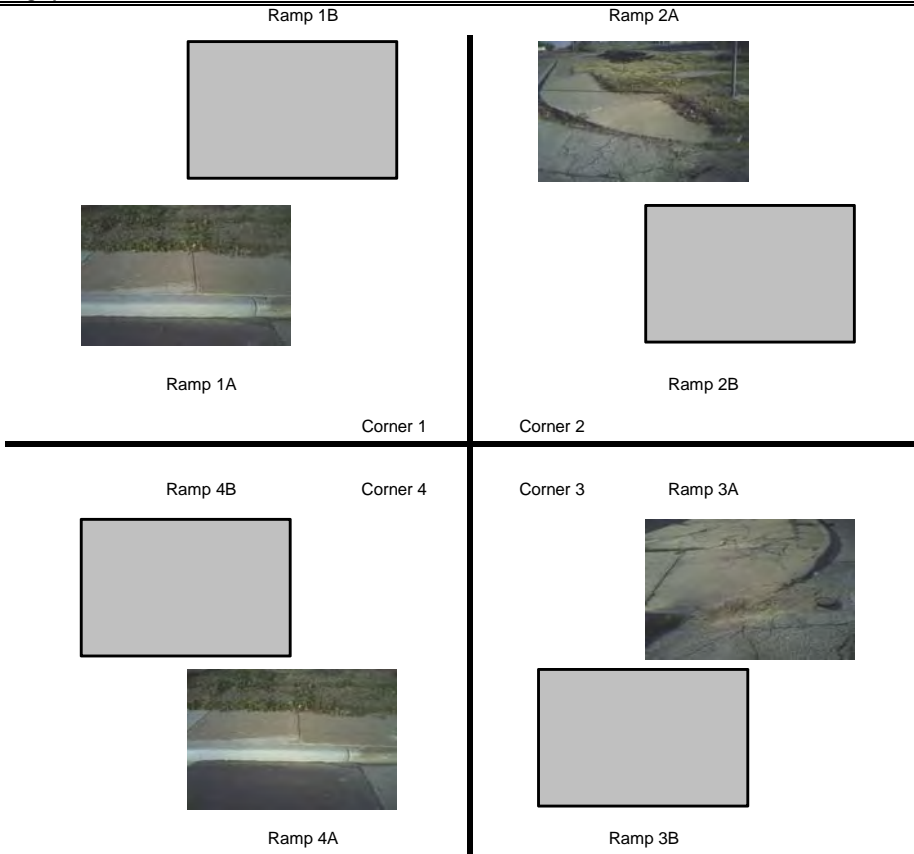 Ramp 1B Ramp 2A
Ramp 1A Ramp 2B
Corner 1 Corner 2
Ramp 4B Corner 4 Corner 3 Ramp 3A
Ramp 4A Ramp 3B